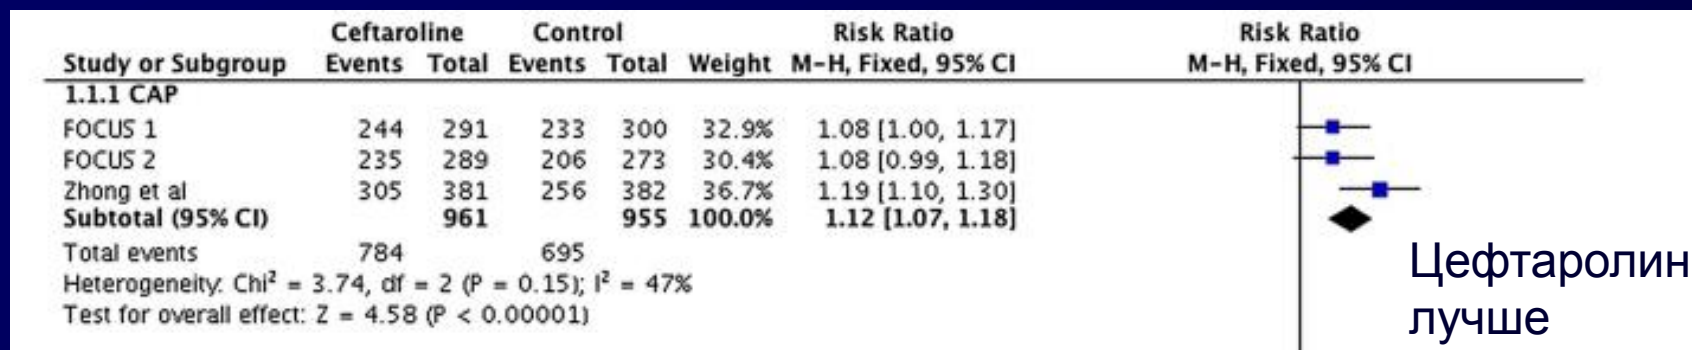 Ceftaroline Control Risk Ratio Risk Ratio
Study or Subgroup Events Total Events Total Weight M-H, Fixed, 95% CI M-H, Fixed, 95% CI
1.1.1 CAP
FOCUS 1 244 291 233 300 32.9% 1.08 [1.00, 1.17]
FOCUS 2 235 289 206 273 30.4% 1.08 [0.99, 1.18]
Zhong et al 305 381 256 382 36.7% 1.19 [1.10, 1.30]
Subtotal (95% CI) 961 955 100.0% 1.12 [1.07, 1.18]
Total events 784 695
Heterogeneity: Chi² = 3.74, df = 2 (P = 0.15); I² = 47%
Test for overall effect: Z = 4.58 (P < 0.00001)
Цефтаролин
лучше